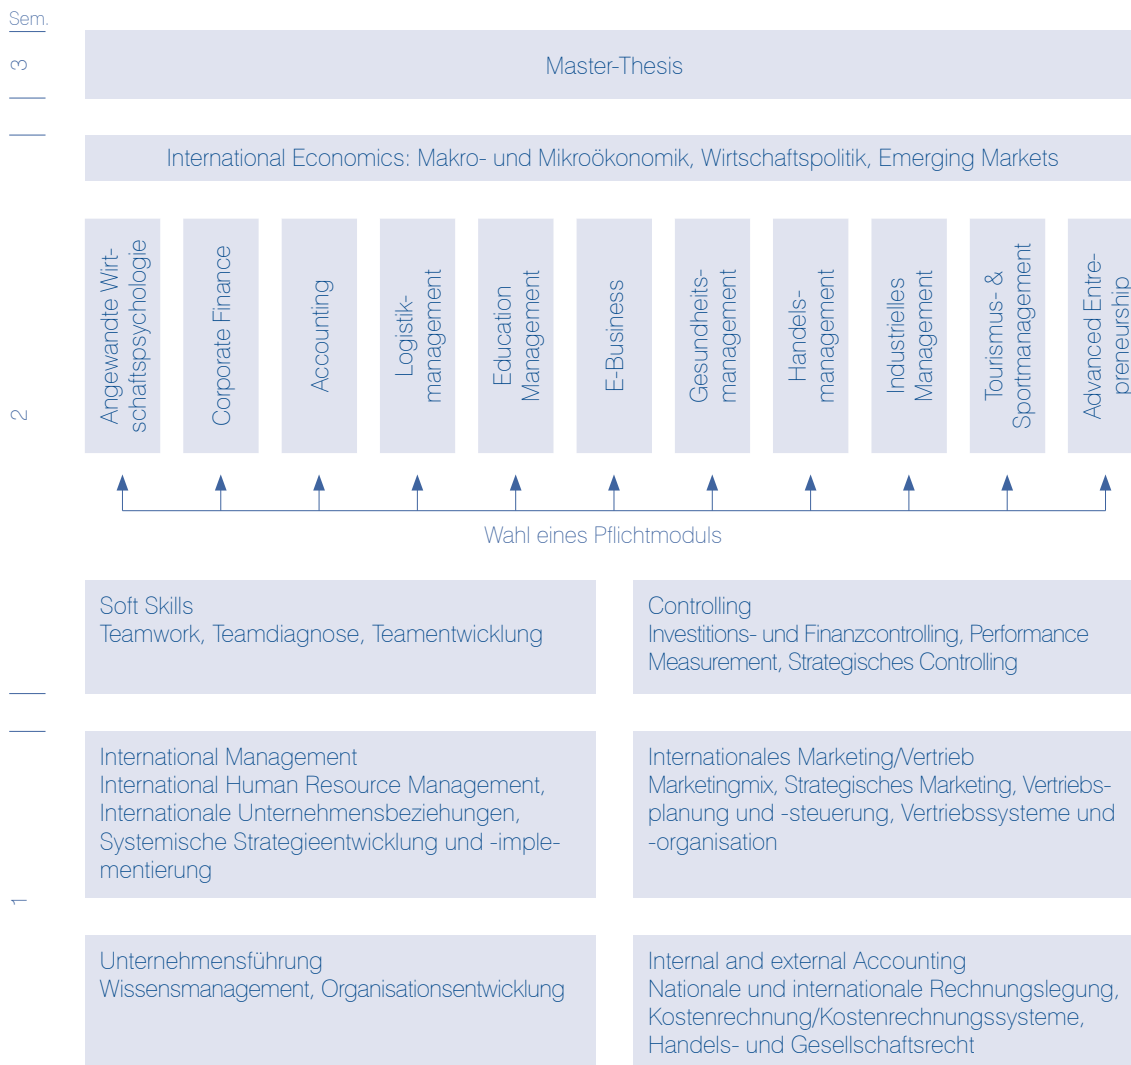 Sem.
3
Master-Thesis
International Economics: Makro- und Mikroökonomik, Wirtschaftspolitik, Emerging Markets
2
Angewandte Wirt-
schaftspsychologie
Corporate Finance
Accounting
Logistik-
management
Education
Management
E-Business
Gesundheits-
management
Handels-
management
Industrielles
Management
Tourismus- &
Sportmanagement
Advanced Entre-
preneurship
Wahl eines Pflichtmoduls
Soft Skills
Teamwork, Teamdiagnose, Teamentwicklung
Controlling
Investitions- und Finanzcontrolling, Performance
Measurement, Strategisches Controlling
1
International Management
International Human Resource Management,
Internationale Unternehmensbeziehungen,
Systemische Strategieentwicklung und -imple-
mentierung
Internationales Marketing/Vertrieb
Marketingmix, Strategisches Marketing, Vertriebs-
planung und -steuerung, Vertriebssysteme und
-organisation
Unternehmensführung
Wissensmanagement, Organisationsentwicklung
Internal and external Accounting
Nationale und internationale Rechnungslegung,
Kostenrechnung/Kostenrechnungssysteme,
Handels- und Gesellschaftsrecht